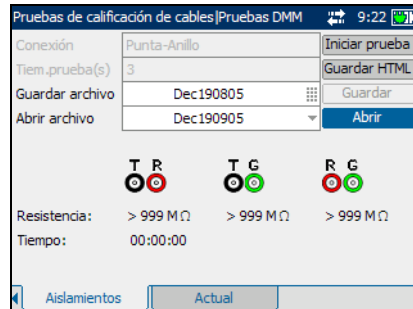 Pruebas de calificación de cables|Pruebas DMM 9:22
Conexión Punta-Anillo Iniciar prueba
Tiem.prueba(s) 3 Guardar HTML
Guardar archivo Dec190805 Guardar
Abrir archivo Dec190905 Abrir
T R T G R G
Resistencia: > 999 MΩ > 999 MΩ > 999 MΩ
Tiempo: 00:00:00
Aislamientos Actual